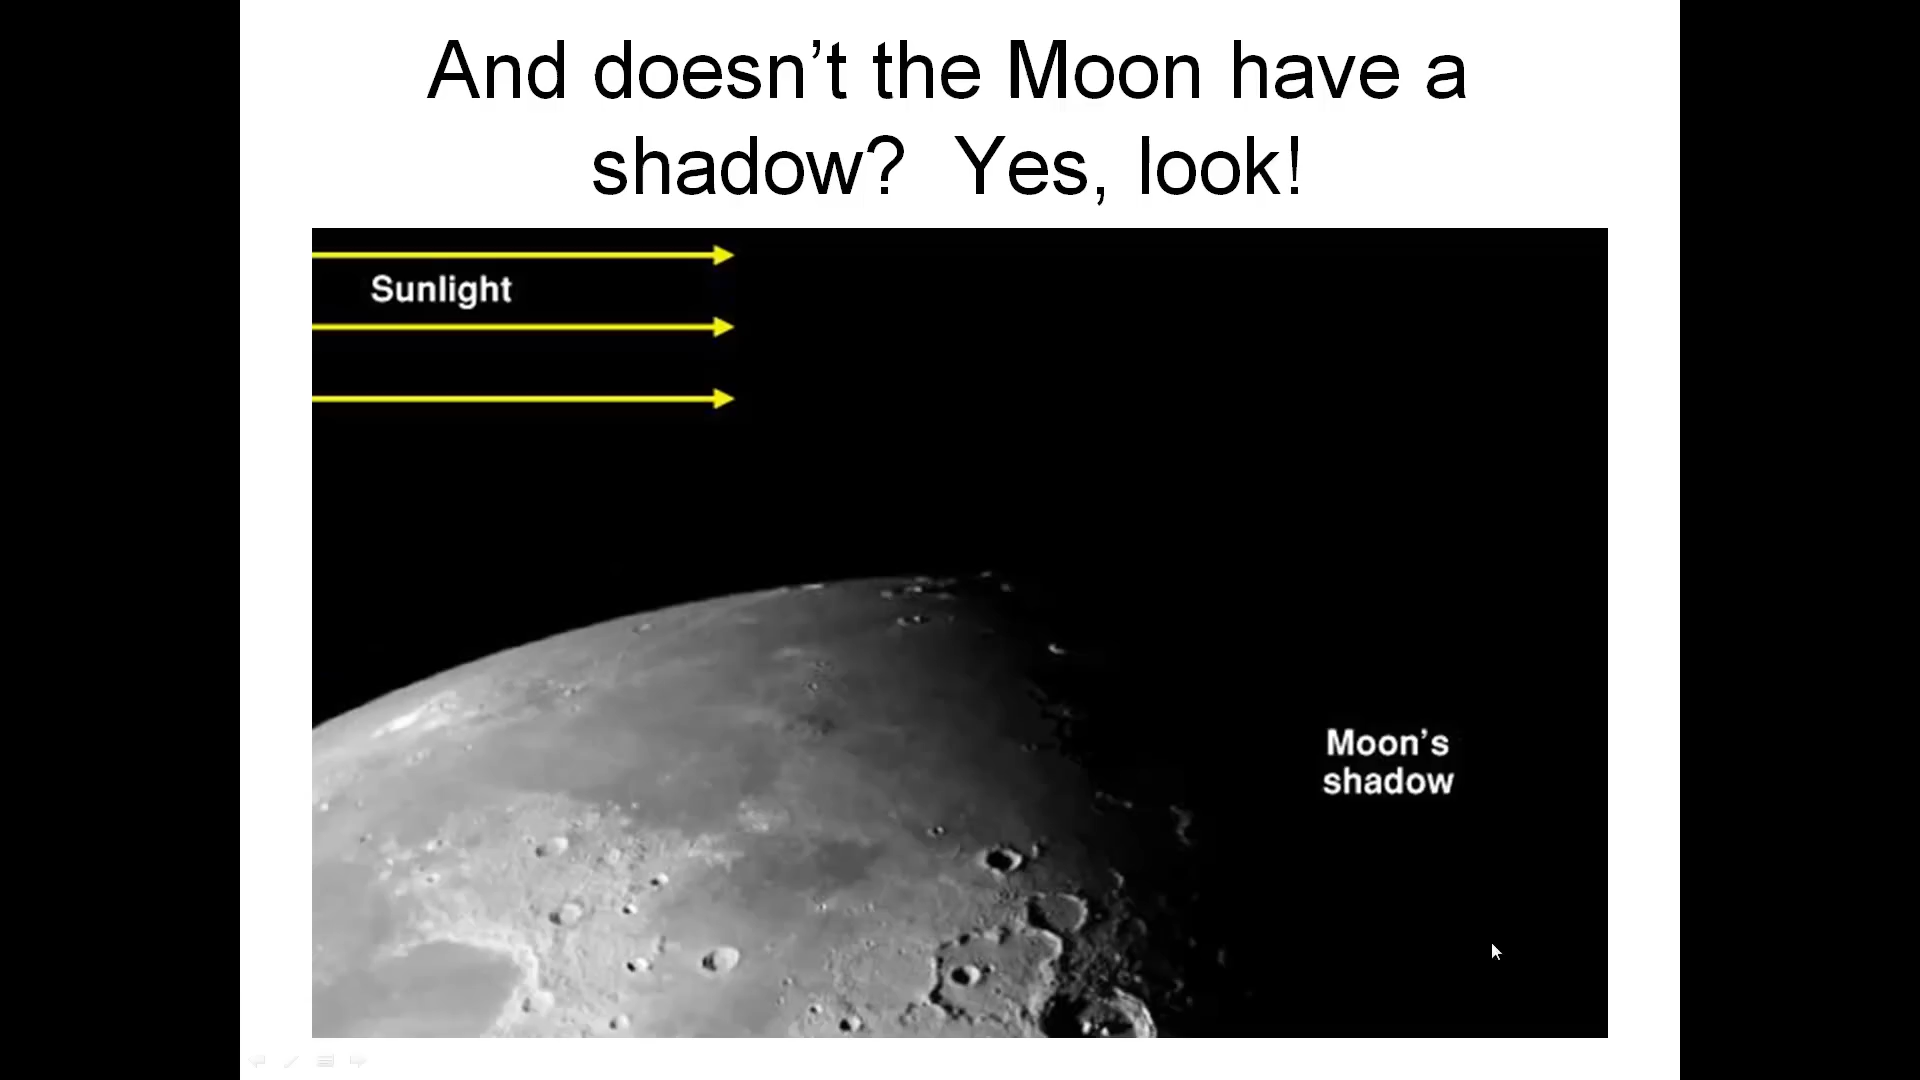 And doesn’t the Moon have a
shadow?  Yes, look!
Sunlight
Moon’s
shadow